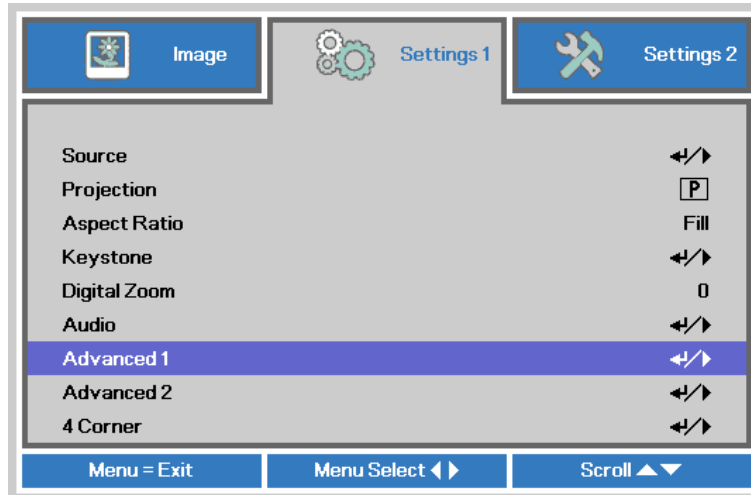 Image
Settings 1
Settings 2
Source
Projection P
Aspect Ratio Fill
Keystone
Digital Zoom 0
Audio
Advanced 1
Advanced 2
4 Corner
Menu = Exit
Menu Select
Scroll